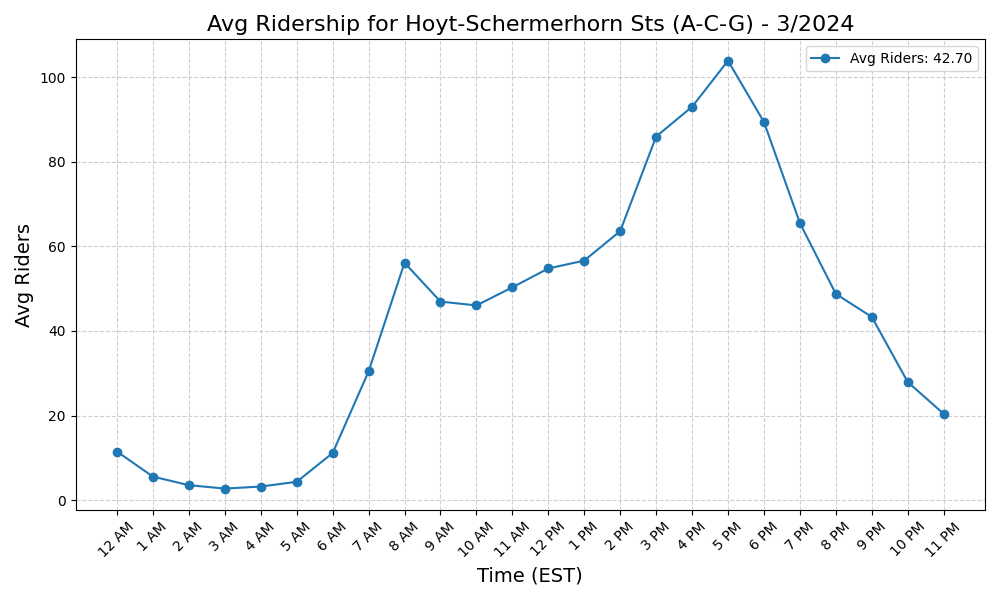 Avg Ridership for Hoyt-Schermerhorn Sts (A-C-G) - 3/2024
Avg Riders: 42.70
Avg Riders
100
80
60
40
20
0
12 AM
1 AM
2 AM
3 AM
4 AM
5 AM
6 AM
7 AM
8 AM
9 AM
10 AM
11 AM
12 PM
1 PM
2 PM
3 PM
4 PM
5 PM
6 PM
7 PM
8 PM
9 PM
10 PM
11 PM
Time (EST)